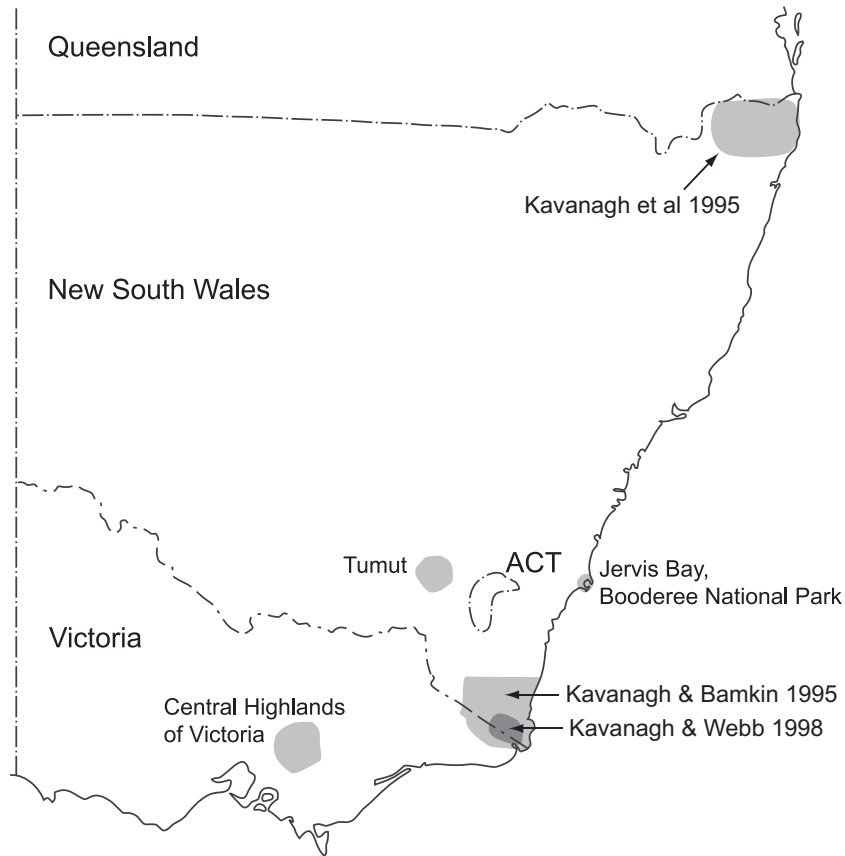 Queensland
Kavanagh et al 1995
New South Wales
Tumut
ACT
Jervis Bay,
Booderee National Park
Victoria
Kavanagh & Bamkin 1995
Central Highlands
of Victoria
Kavanagh & Webb 1998